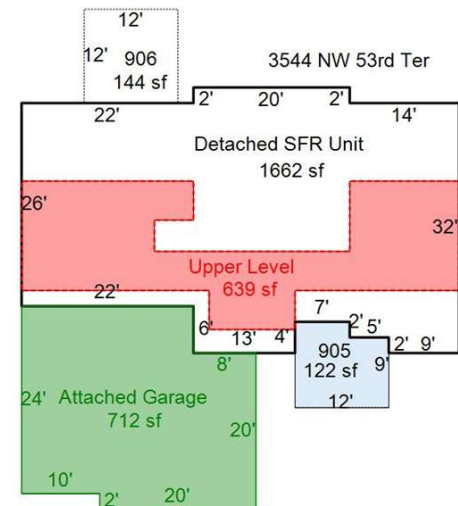 12'
12'
906
144 sf
3544 NW 53rd Ter
2' 20' 2'
22' 14'
Detached SFR Unit
1662 sf
26'
32'
Upper Level
639 sf
22'
7'
6' 13' 4' 2' 5'
905 2' 9'
8' 122 sf 9'
24' Attached Garage 12'
712 sf
20'
10'
2' 20'